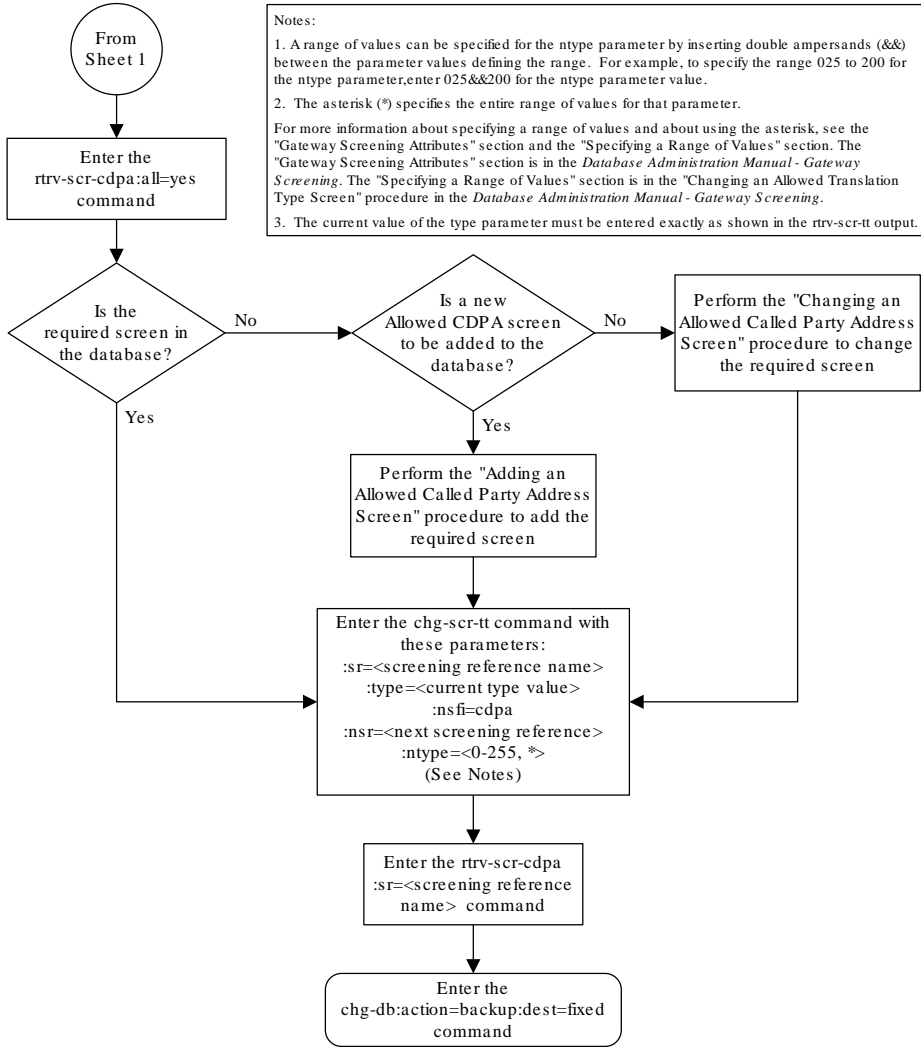 From
Sheet 1
Notes:
1. A range of values can be specified for the ntype parameter by inserting double ampersands (&&)
between the parameter values defining the range. For example, to specify the range 025 to 200 for
the ntype parameter,enter 025&&200 for the ntype parameter value.
2. The asterisk (*) specifies the entire range of values for that parameter.
For more information about specifying a range of values and about using the asterisk, see the
"Gateway Screening Attributes" section and the "Specifying a Range of Values" section. The
"Gateway Screening Attributes" section is in the Database Administration Manual - Gateway
Screening. The "Specifying a Range of Values" section is in the "Changing an Allowed Translation
Type Screen" procedure in the Database Administration Manual - Gateway Screening.
3. The current value of the type parameter must be entered exactly as shown in the rtrv-scr-tt output.
Enter the
rtrv-scr-cdpa:all=yes
command
Is the
required screen in
the database?
No
Yes
Is a new
Allowed CDPA screen
to be added to the
database?
No
Yes
Perform the "Changing an
Allowed Called Party Address
Screen" procedure to change
the required screen
Perform the "Adding an
Allowed Called Party Address
Screen" procedure to add the
required screen
Enter the chg-scr-tt command with
these parameters:
:sr=<screening reference name>
:type=<current type value>
:nsfi=cdpa
:nsr=<next screening reference>
:ntype=<0-255, *>
(See Notes)
Enter the rtrv-scr-cdpa
:sr=<screening reference
name> command
Enter the
chg-db:action=backup:dest=fixed
command